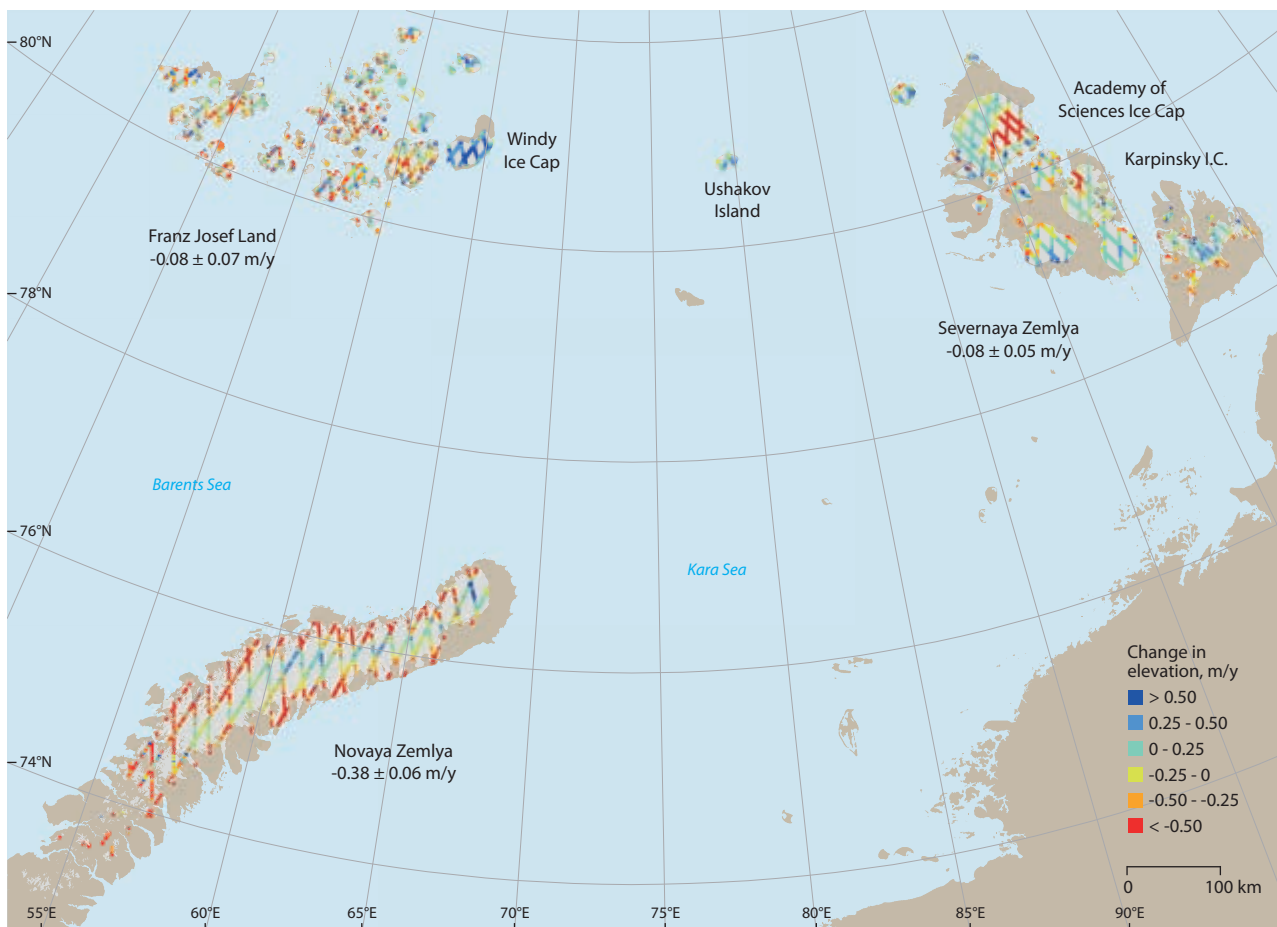 80°N
Academy of
Sciences Ice Cap
Windy
Ice Cap
Karpinsky I.C.
Ushakov
Island
Franz Josef Land
-0.08 ± 0.07 m/y
78°N
Severnaya Zemlya
-0.08 ± 0.05 m/y
Barents Sea
76°N
Kara Sea
Change in
elevation, m/y
> 0.50
0.25 - 0.50
0 - 0.25
-0.25 - 0
-0.50 - -0.25
< -0.50
Novaya Zemlya
-0.38 ± 0.06 m/y
74°N
0 100 km
55°E 60°E 65°E 70°E 75°E 80°E 85°E 90°E